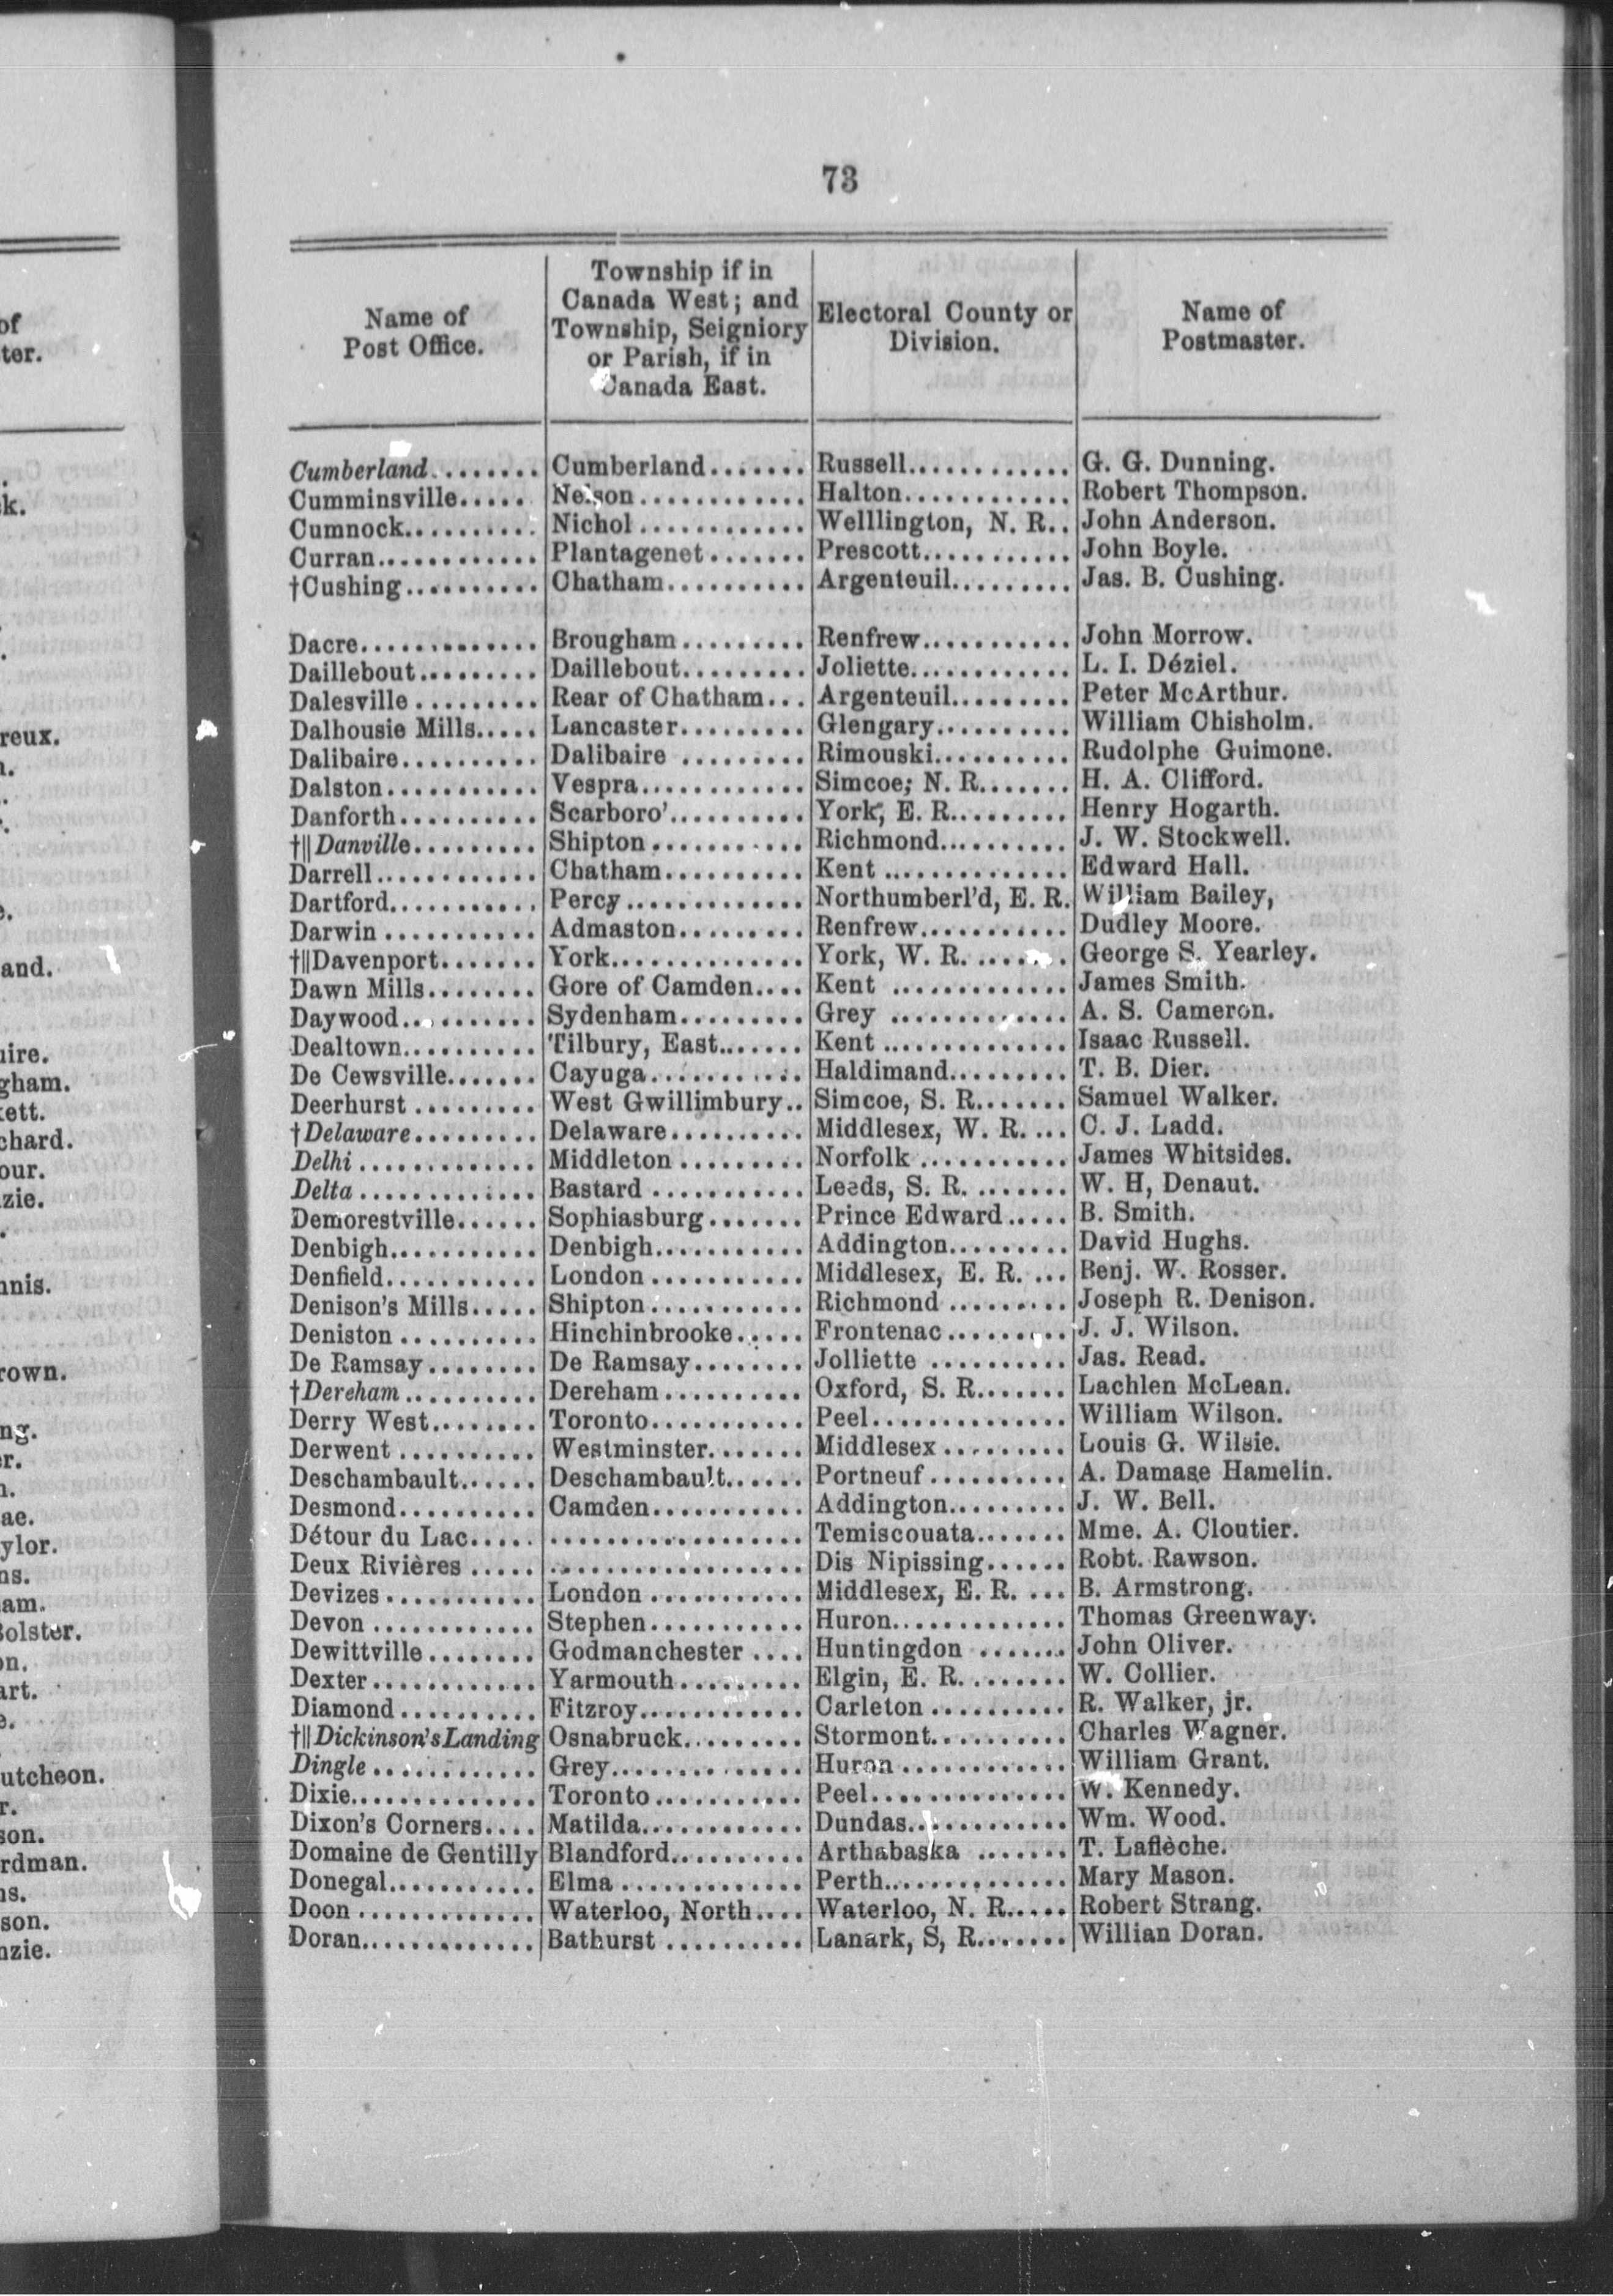 73
Name of Post Office. | Township if in Canada West; and Township, Seigniory or Parish, if in Canada East. | Electoral County or Division. | Name of Postmaster.
Cumberland........ | Cumberland....... | Russell............ | G. G. Dunning.
Cumminsville..... | Nelson............ | Halton............ | Robert Thompson.
Cumnock.......... | Nichol............ | Welllington, N. R.. | John Anderson.
Curran............ | Plantagenet....... | Prescott........... | John Boyle.
†Cushing.......... | Chatham.......... | Argenteuil......... | Jas. B. Cushing.
Dacre............. | Brougham......... | Renfrew........... | John Morrow.
Daillebout......... | Daillebout......... | Joliette............ | L. I. Déziel.
Dalesville ......... | Rear of Chatham... | Argenteuil......... | Peter McArthur.
Dalhousie Mills..... | Lancaster......... | Glengary.......... | William Chisholm.
Dalibaire.......... | Dalibaire ......... | Rimouski.......... | Rudolphe Guimone.
Dalston........... | Vespra............ | Simcoe; N. R....... | H. A. Clifford.
Danforth.......... | Scarboro'.......... | York, E. R......... | Henry Hogarth.
†||Danville......... | Shipton........... | Richmond.......... | J. W. Stockwell.
Darrell............ | Chatham.......... | Kent .............. | Edward Hall.
Dartford........... | Percy............. | Northumberl'd, E. R. | William Bailey,
Darwin ........... | Admaston......... | Renfrew........... | Dudley Moore.
†||Davenport....... | York.............. | York, W. R. ...... | George S. Yearley.
Dawn Mills........ | Gore of Camden.... | Kent ............. | James Smith.
Daywood.......... | Sydenham......... | Grey ............. | A. S. Cameron.
Dealtown.......... | Tilbury, East....... | Kent .............. | Isaac Russell.
De Cewsville....... | Cayuga........... | Haldimand......... | T. B. Dier.
Deerhurst ......... | West Gwillimbury.. | Simcoe, S. R....... | Samuel Walker.
†Delaware......... | Delaware.......... | Middlesex, W. R. ... | C. J. Ladd.
Delhi ............. | Middleton ......... | Norfolk ........... | James Whitsides.
Delta ............. | Bastard ........... | Leeds, S. R. ....... | W. H, Denaut.
Demorestville...... | Sophiasburg....... | Prince Edward..... | B. Smith.
Denbigh........... | Denbigh........... | Addington......... | David Hughs.
Denfield........... | London ........... | Middlesex, E. R. ... | Benj. W. Rosser.
Denison's Mills..... | Shipton........... | Richmond ......... | Joseph R. Denison.
Deniston .......... | Hinchinbrooke..... | Frontenac......... | J. J. Wilson.
De Ramsay........ | De Ramsay........ | Jolliette .......... | Jas. Read.
†Dereham.......... | Dereham.......... | Oxford, S. R....... | Lachlen McLean.
Derry West........ | Toronto........... | Peel.............. | William Wilson.
Derwent .......... | Westminster....... | Middlesex ......... | Louis G. Wilsie.
Deschambault...... | Deschambault...... | Portneuf.......... | A. Damase Hamelin.
Desmond.......... | Camden........... | Addington......... | J. W. Bell.
Détour du Lac..... | .................. | Temiscouata....... | Mme. A. Cloutier.
Deux Rivières ..... | .................. | Dis Nipissing...... | Robt. Rawson.
Devizes ........... | London ........... | Middlesex, E. R. ... | B. Armstrong.
Devon ............ | Stephen........... | Huron............ | Thomas Greenway.
Dewittville........ | Godmanchester .... | Huntingdon ....... | John Oliver.
Dexter............ | Yarmouth......... | Elgin, E. R. ....... | W. Collier.
Diamond.......... | Fitzroy............ | Carleton .......... | R. Walker, jr.
†||Dickinson's Landing | Osnabruck......... | Stormont.......... | Charles Wagner.
Dingle ............ | Grey.............. | Huron ............ | William Grant.
Dixie............. | Toronto........... | Peel.............. | W. Kennedy.
Dixon's Corners.... | Matilda............ | Dundas............ | Wm. Wood.
Domaine de Gentilly | Blandford.......... | Arthabaska ....... | T. Laflèche.
Donegal........... | Elma ............. | Perth............. | Mary Mason.
Doon ............. | Waterloo, North.... | Waterloo, N. R..... | Robert Strang.
Doran............. | Bathurst .......... | Lanark, S, R....... | Willian Doran.